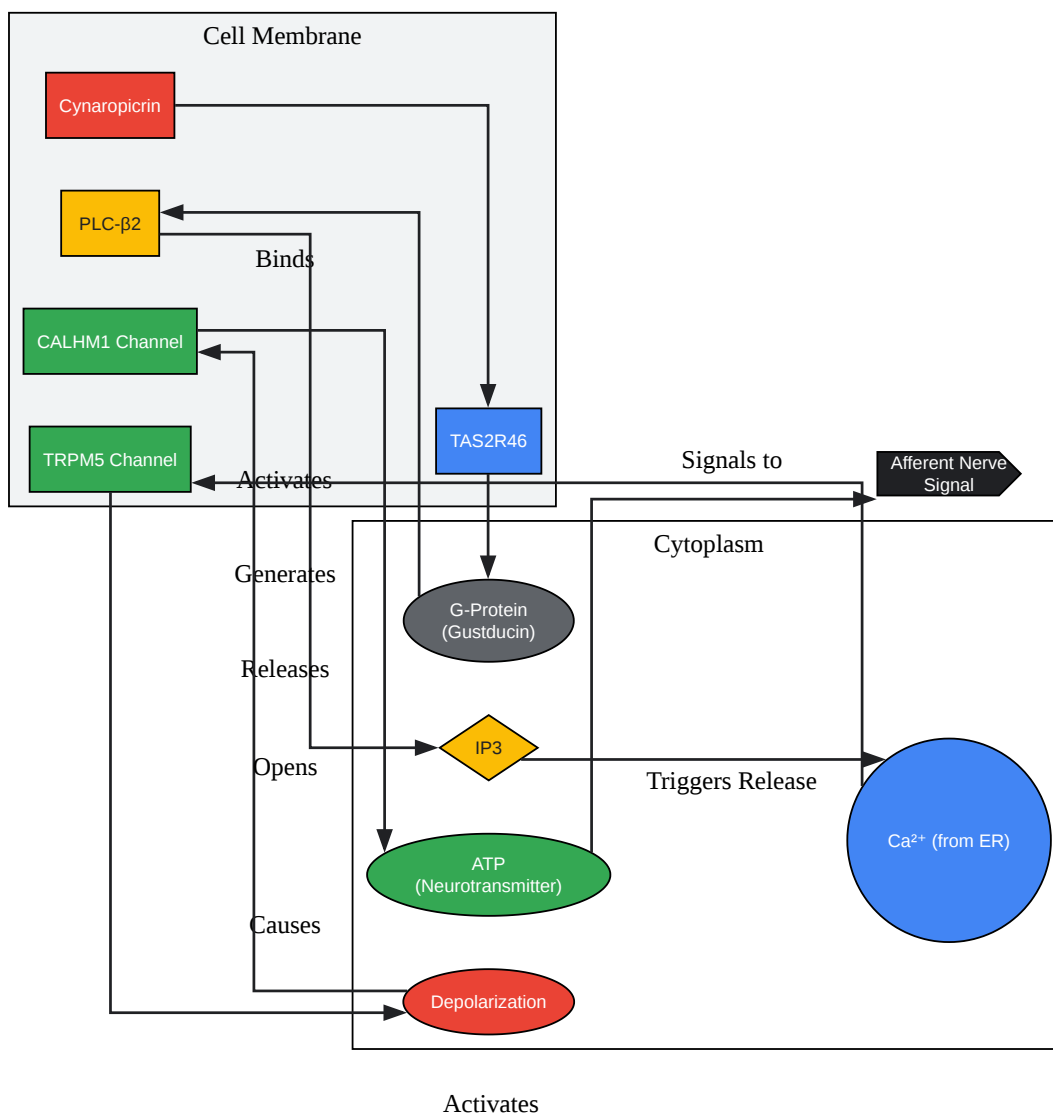 Cell Membrane
Cynaropicrin
PLC-β2
Binds
CALHM1 Channel
TRPM5 Channel
TAS2R46
Activates
Signals to
Afferent Nerve
Signal
Cytoplasm
Generates
G-Protein
(Gustducin)
Releases
IP3
Opens
Triggers Release
Ca²⁺ (from ER)
ATP
(Neurotransmitter)
Causes
Depolarization
Activates